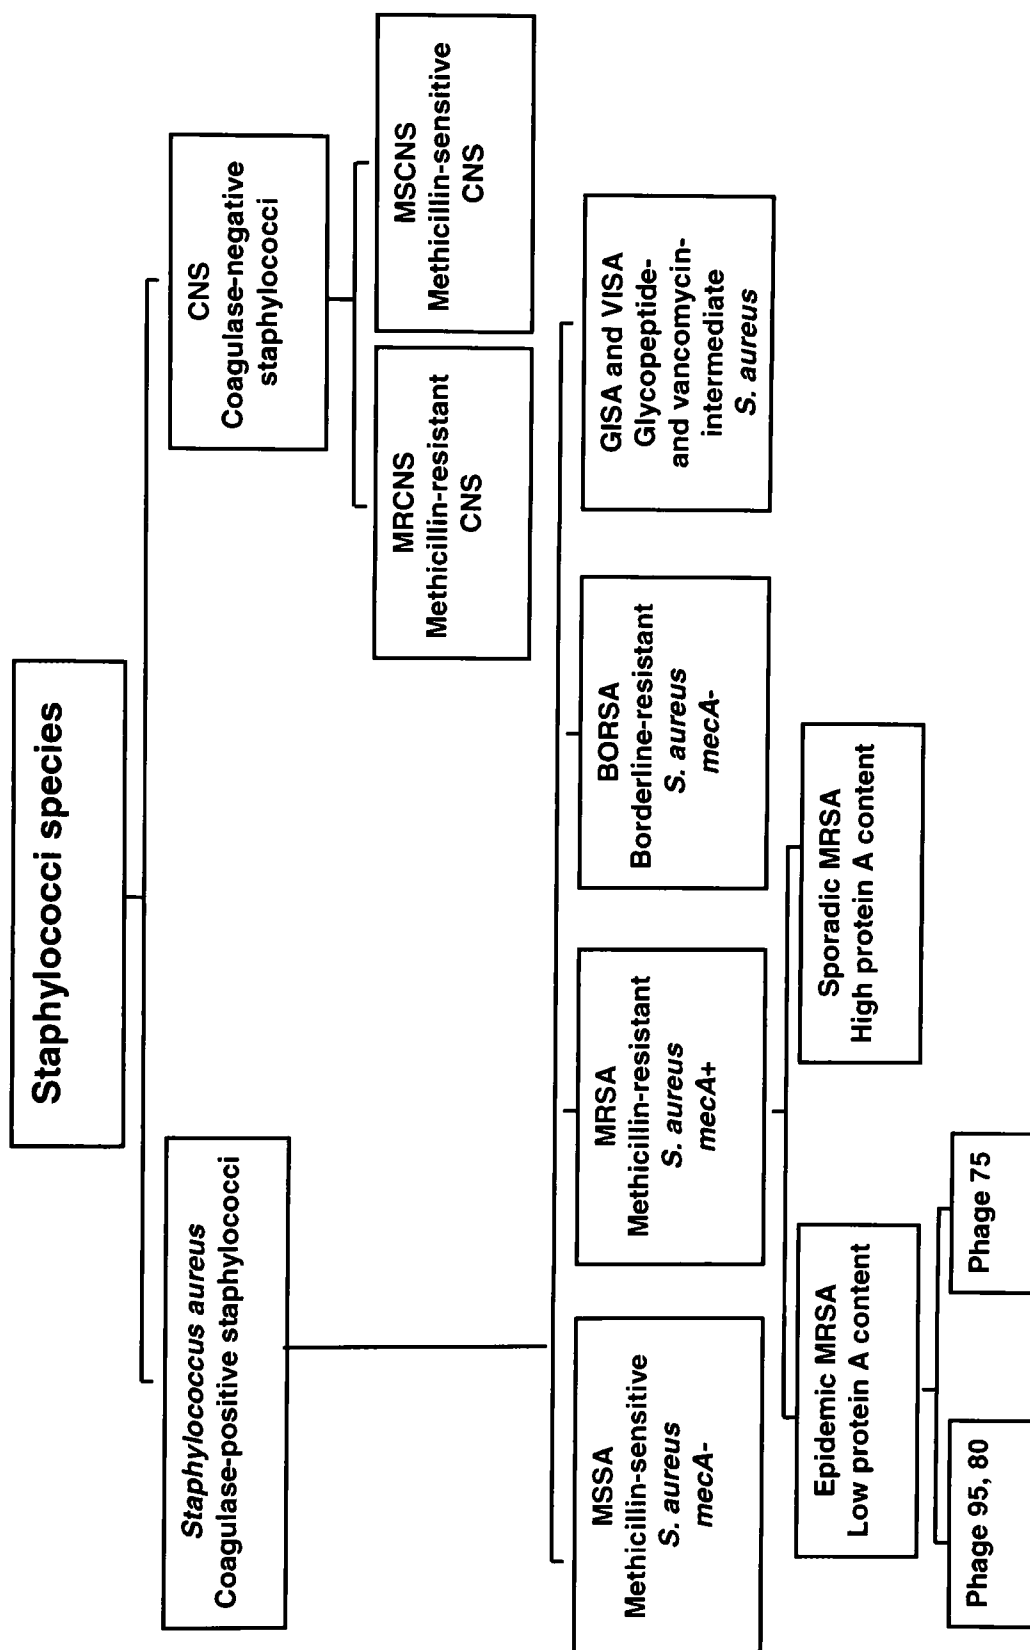 Staphylococci species
Staphylococcus aureus
Coagulase-positive staphylococci
CNS
Coagulase-negative
staphylococci
MRCNS
Methicillin-resistant
CNS
MSCNS
Methicillin-sensitive
CNS
MSSA
Methicillin-sensitive
S. aureus
mecA-
MRSA
Methicillin-resistant
S. aureus
mecA+
BORSA
Borderline-resistant
S. aureus
mecA-
GISA and VISA
Glycopeptide-
and vancomycin-
intermediate
S. aureus
Epidemic MRSA
Low protein A content
Sporadic MRSA
High protein A content
Phage 95, 80
Phage 75